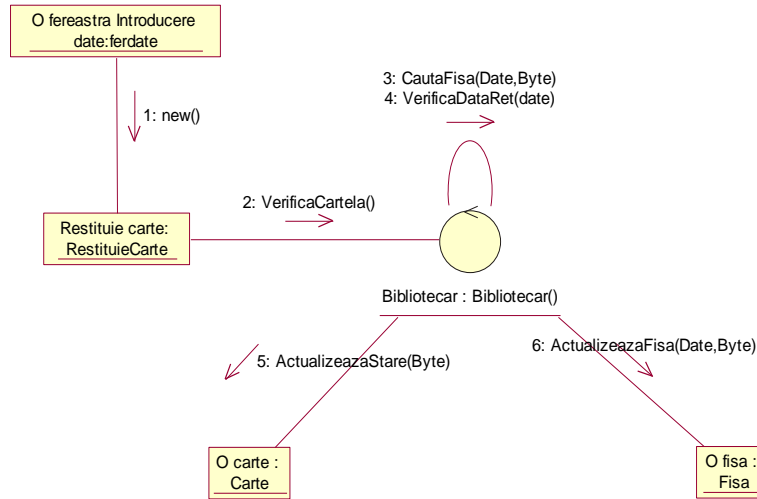 O fereastra Introducere
date:ferdate
1: new()
3: CautaFisa(Date,Byte)
4: VerificaDataRet(date)
2: VerificaCartela()
Restituie carte:
RestituieCarte
Bibliotecar : Bibliotecar()
5: ActualizeazaStare(Byte)
6: ActualizeazaFisa(Date,Byte)
O carte :
Carte
O fisa :
Fisa